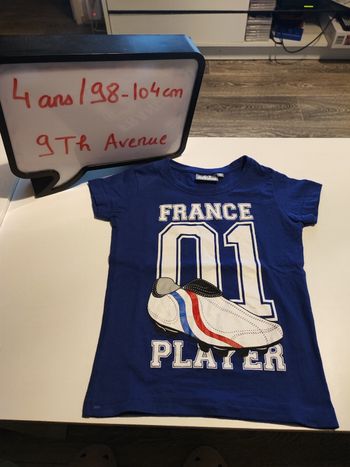 4 ans / 98-104 cm
9Th Avenue
FRANCE
01
PLAYER